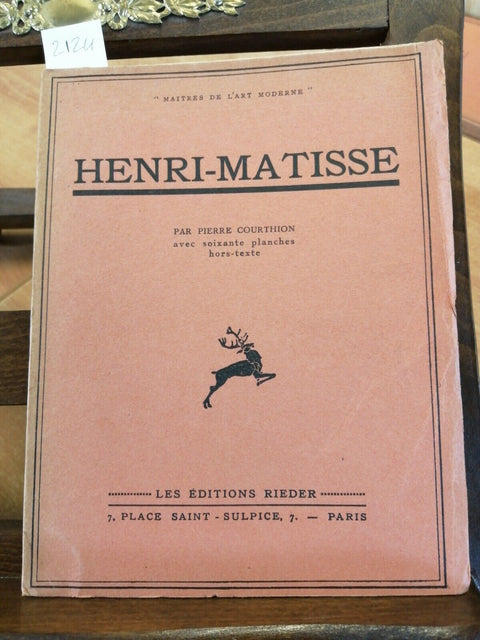 2124
" MAITRES DE L'ART MODERNE "
HENRI-MATISSE
PAR PIERRE COURTHION
avec soixante planches
hors-texte
LES ÉDITIONS RIEDER
7, PLACE SAINT - SULPICE, 7. — PARIS